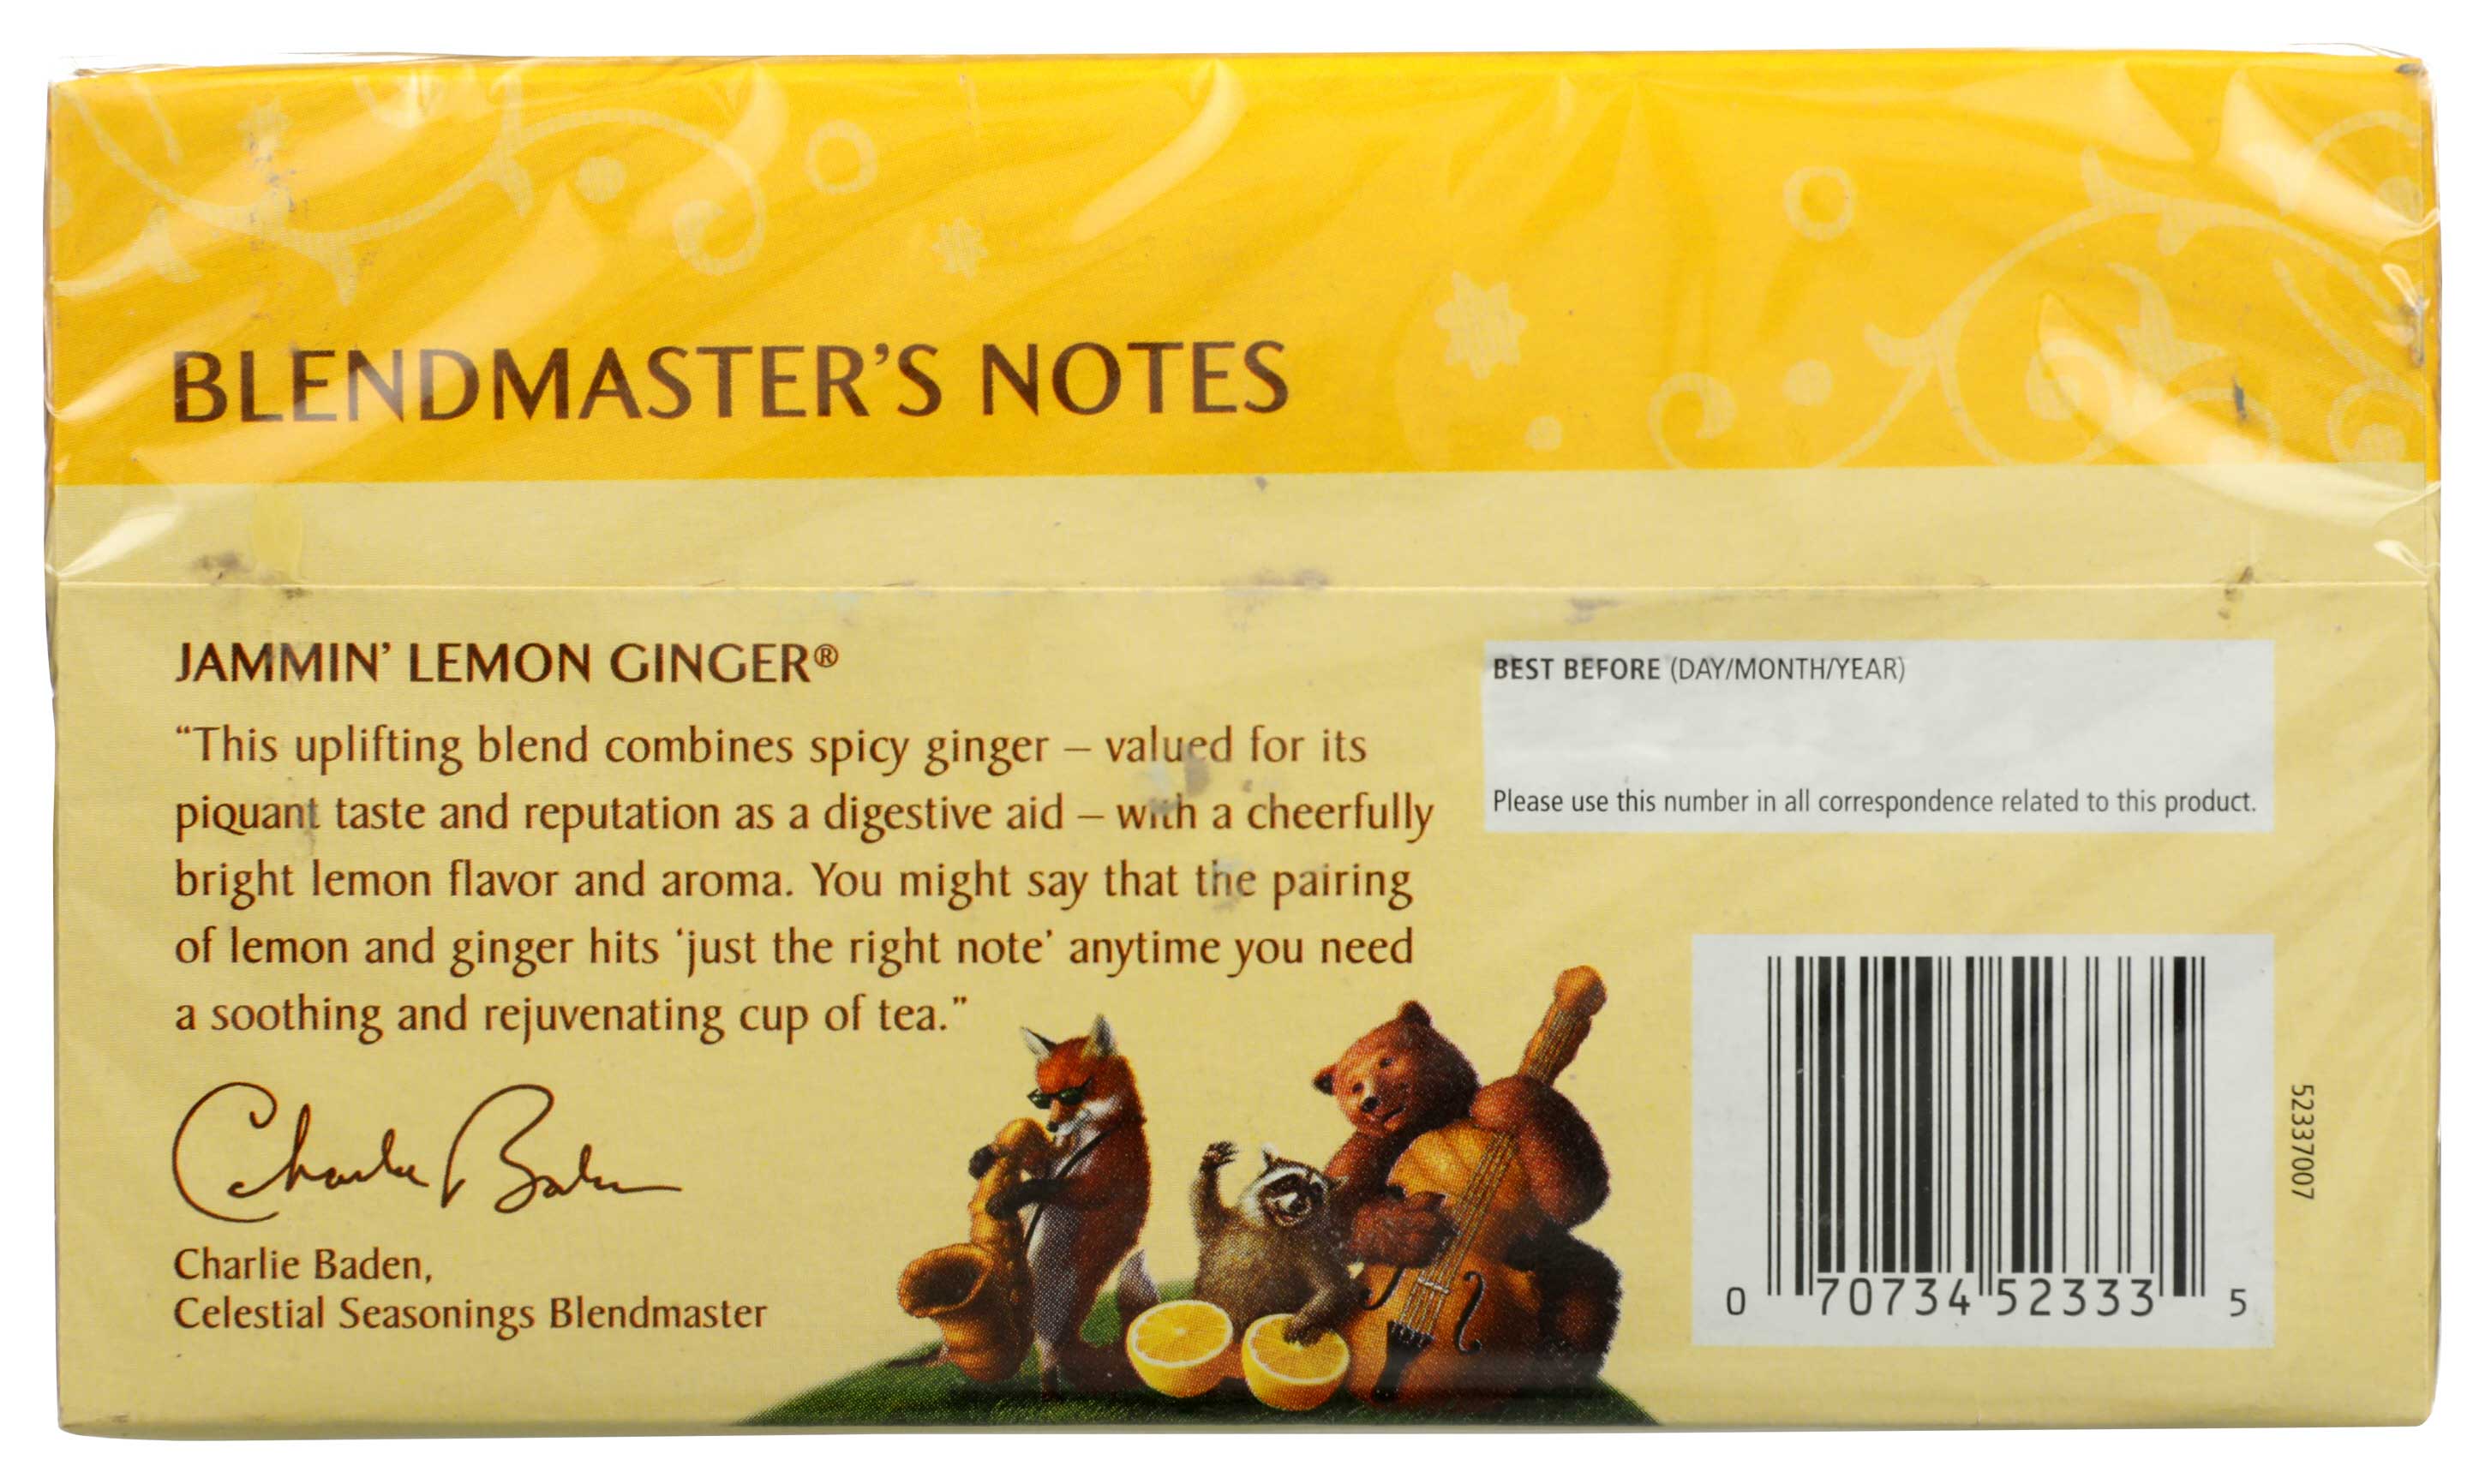 BLENDMASTER’S NOTES
JAMMIN’ LEMON GINGER®
“This uplifting blend combines spicy ginger – valued for its
piquant taste and reputation as a digestive aid – with a cheerfully
bright lemon flavor and aroma. You might say that the pairing
of lemon and ginger hits ‘just the right note’ anytime you need
a soothing and rejuvenating cup of tea.”
Charlie Baden
Charlie Baden,
Celestial Seasonings Blendmaster
BEST BEFORE (DAY/MONTH/YEAR)
Please use this number in all correspondence related to this product.
0 70734 52333 5
52337007